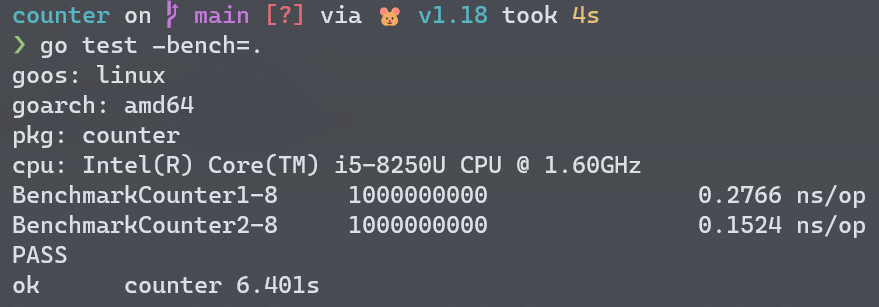 counter on main [?] via 🐹 v1.18 took 4s
❯ go test -bench=.
goos: linux
goarch: amd64
pkg: counter
cpu: Intel(R) Core(TM) i5-8250U CPU @ 1.60GHz
BenchmarkCounter1-8     1000000000               0.2766 ns/op
BenchmarkCounter2-8     1000000000               0.1524 ns/op
PASS
ok      counter 6.401s